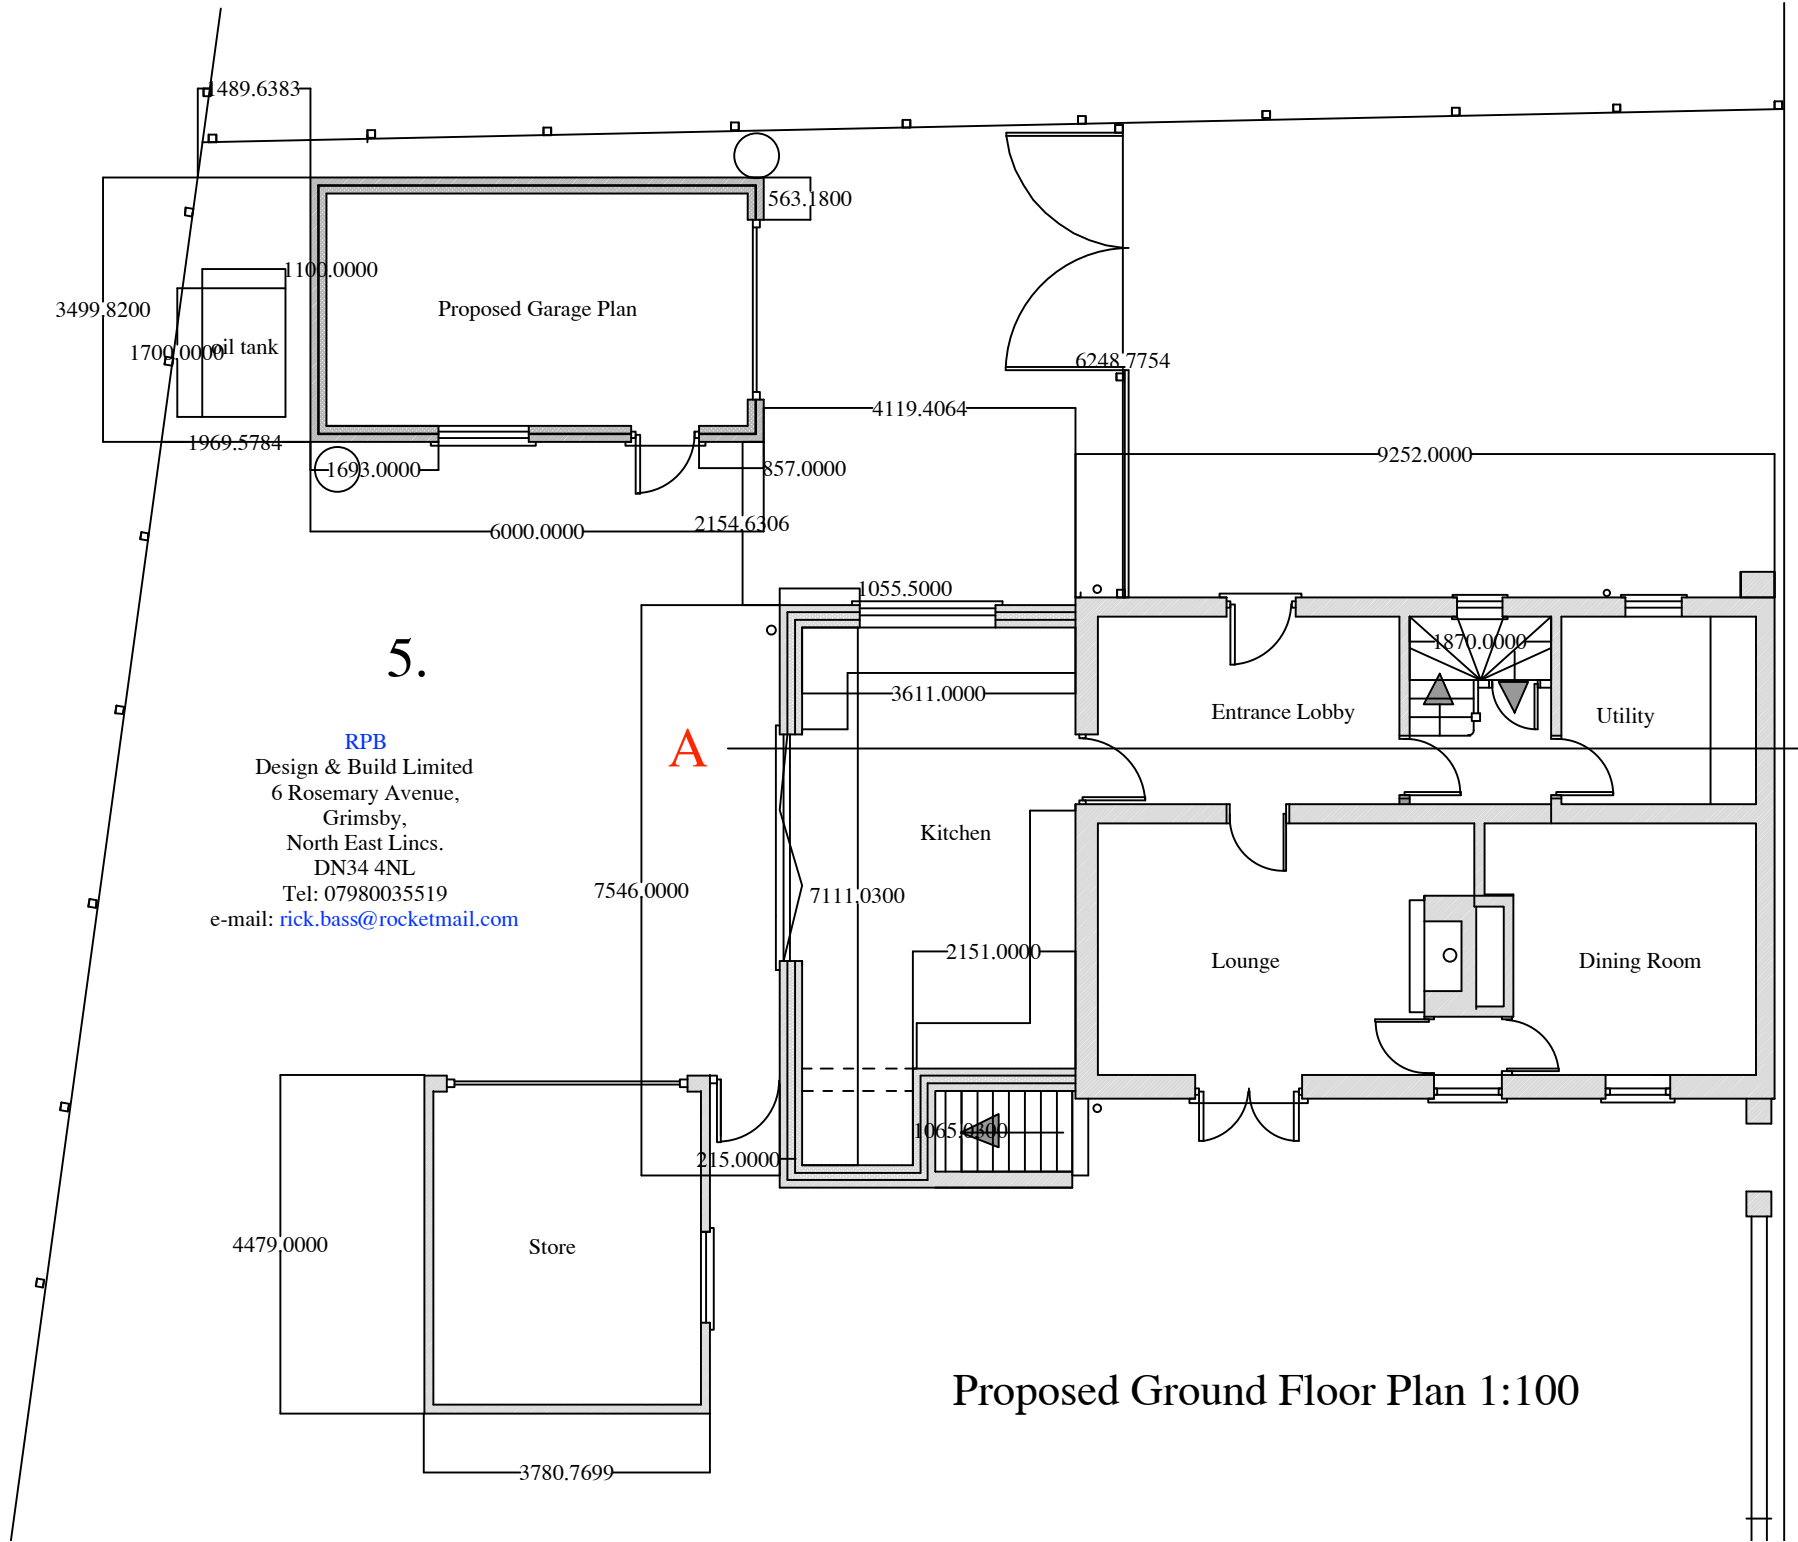 1489.6383
563.1800
1100.0000
3499.8200
Proposed Garage Plan
oil tank
1700.0000
6248.7754
4119.4064
1969.5784
1693.0000
857.0000
9252.0000
2154.6306
6000.0000
1055.5000
1870.0000
5.
3611.0000
Entrance Lobby
Utility
A
RPB
Design & Build Limited
6 Rosemary Avenue,
Grimsby,
North East Lincs.
DN34 4NL
Tel: 07980035519
e-mail: rick.bass@rocketmail.com
Kitchen
7546.0000
7111.0300
2151.0000
Lounge
Dining Room
1065.0300
215.0000
4479.0000
Store
Proposed Ground Floor Plan 1:100
3780.7699